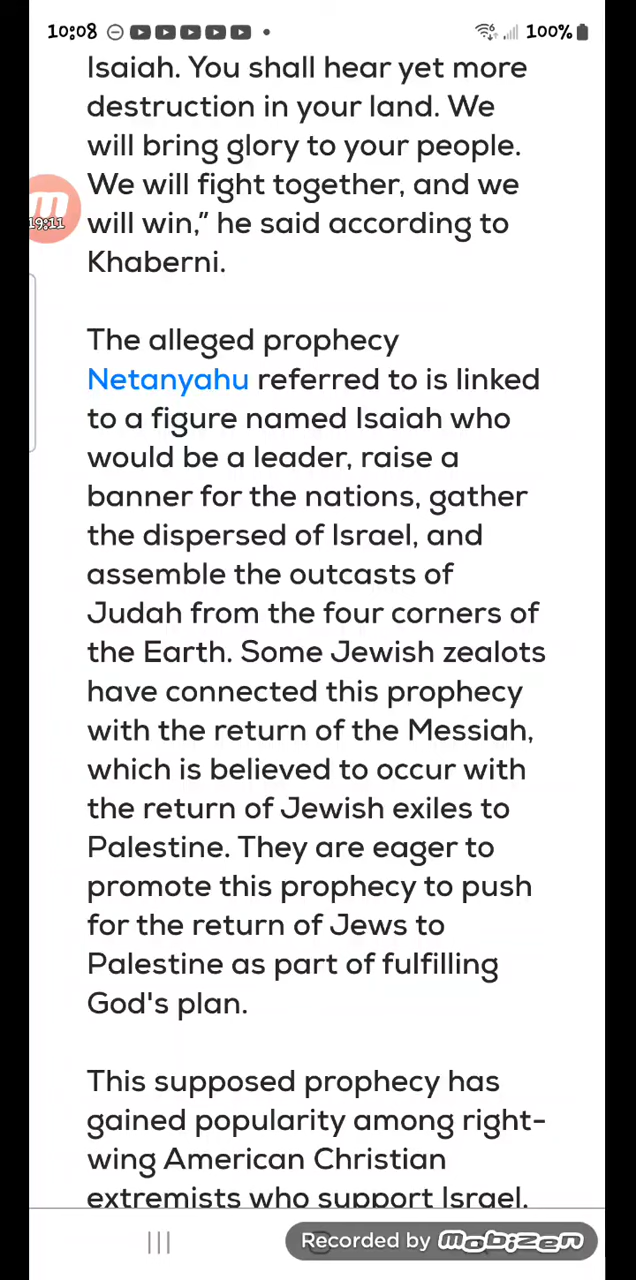 10:08
100%
Isaiah. You shall hear yet more
destruction in your land. We
will bring glory to your people.
We will fight together, and we
19:11
will win,” he said according to
Khaberni.
The alleged prophecy
Netanyahu referred to is linked
to a figure named Isaiah who
would be a leader, raise a
banner for the nations, gather
the dispersed of Israel, and
assemble the outcasts of
Judah from the four corners of
the Earth. Some Jewish zealots
have connected this prophecy
with the return of the Messiah,
which is believed to occur with
the return of Jewish exiles to
Palestine. They are eager to
promote this prophecy to push
for the return of Jews to
Palestine as part of fulfilling
God's plan.
This supposed prophecy has
gained popularity among right-
wing American Christian
extremists who support Israel.
Recorded by mobizen